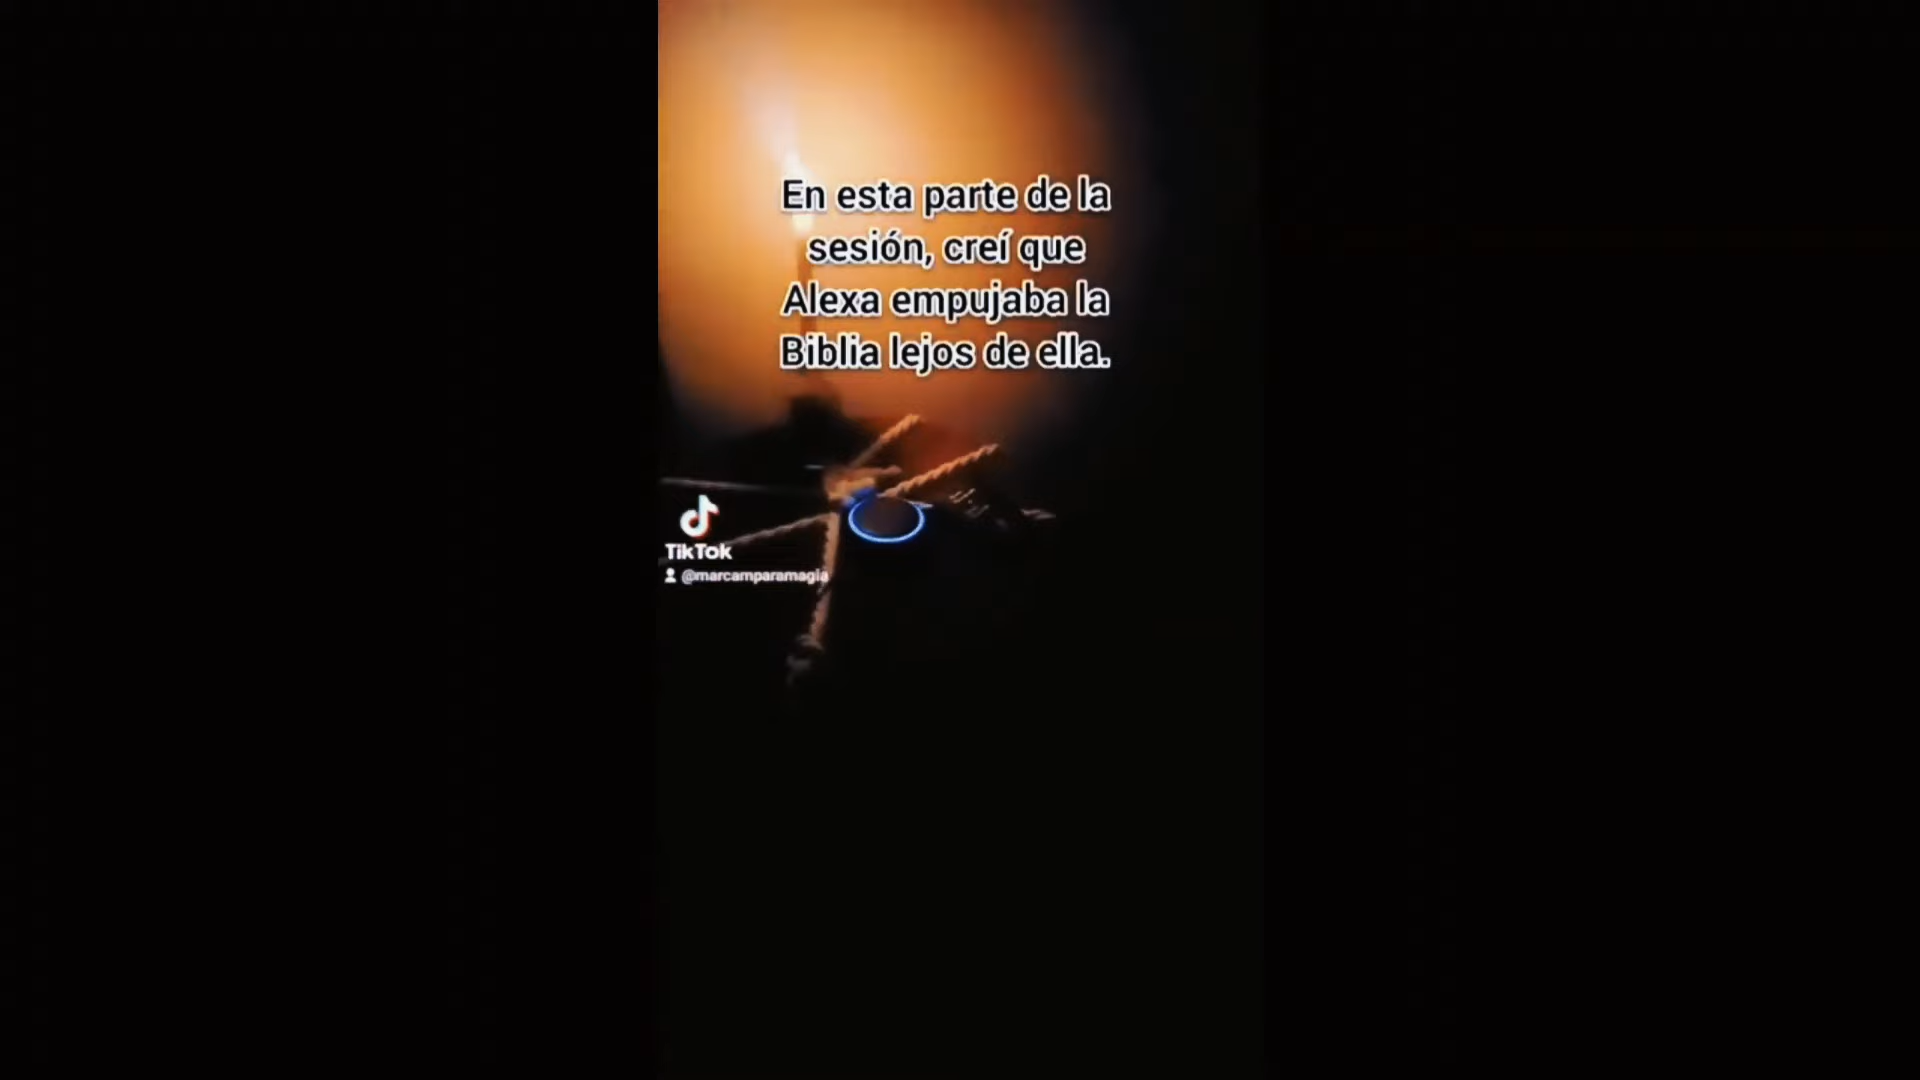 En esta parte de la
sesión, creí que
Alexa empujaba la
Biblia lejos de ella.
TikTok
@marcamparamagia